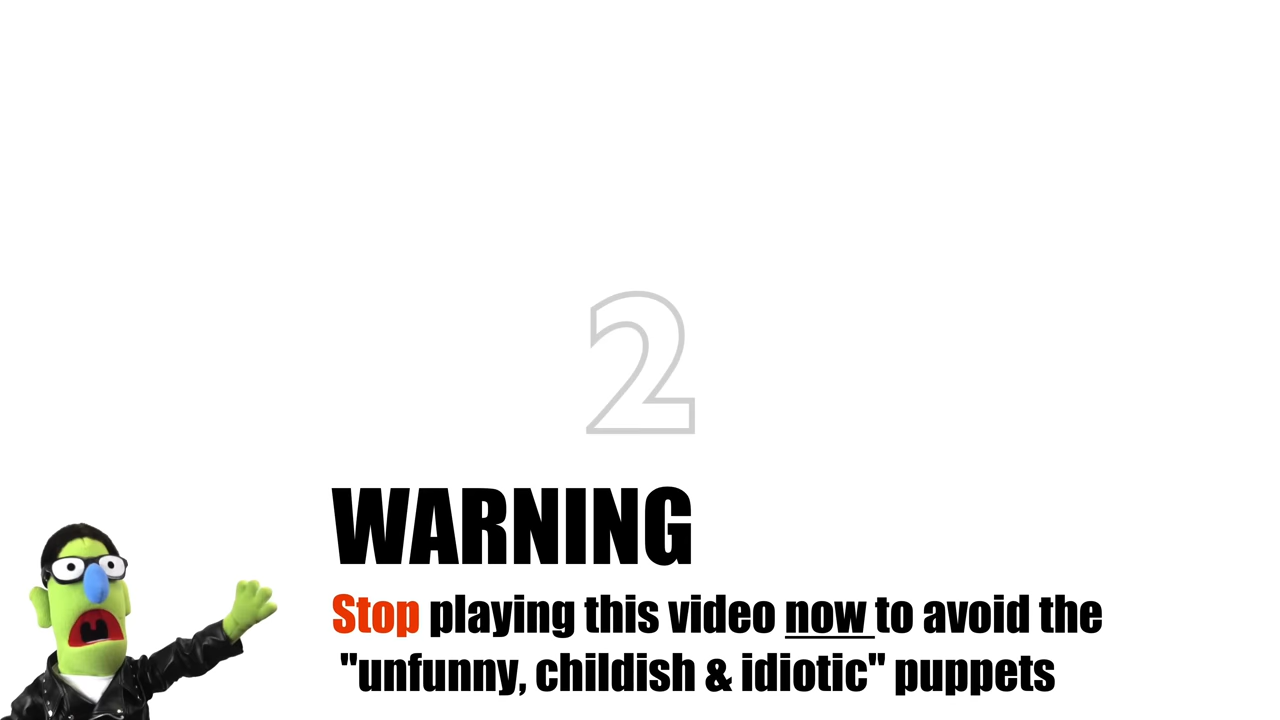 2
WARNING
Stop playing this video now to avoid the
"unfunny, childish & idiotic" puppets